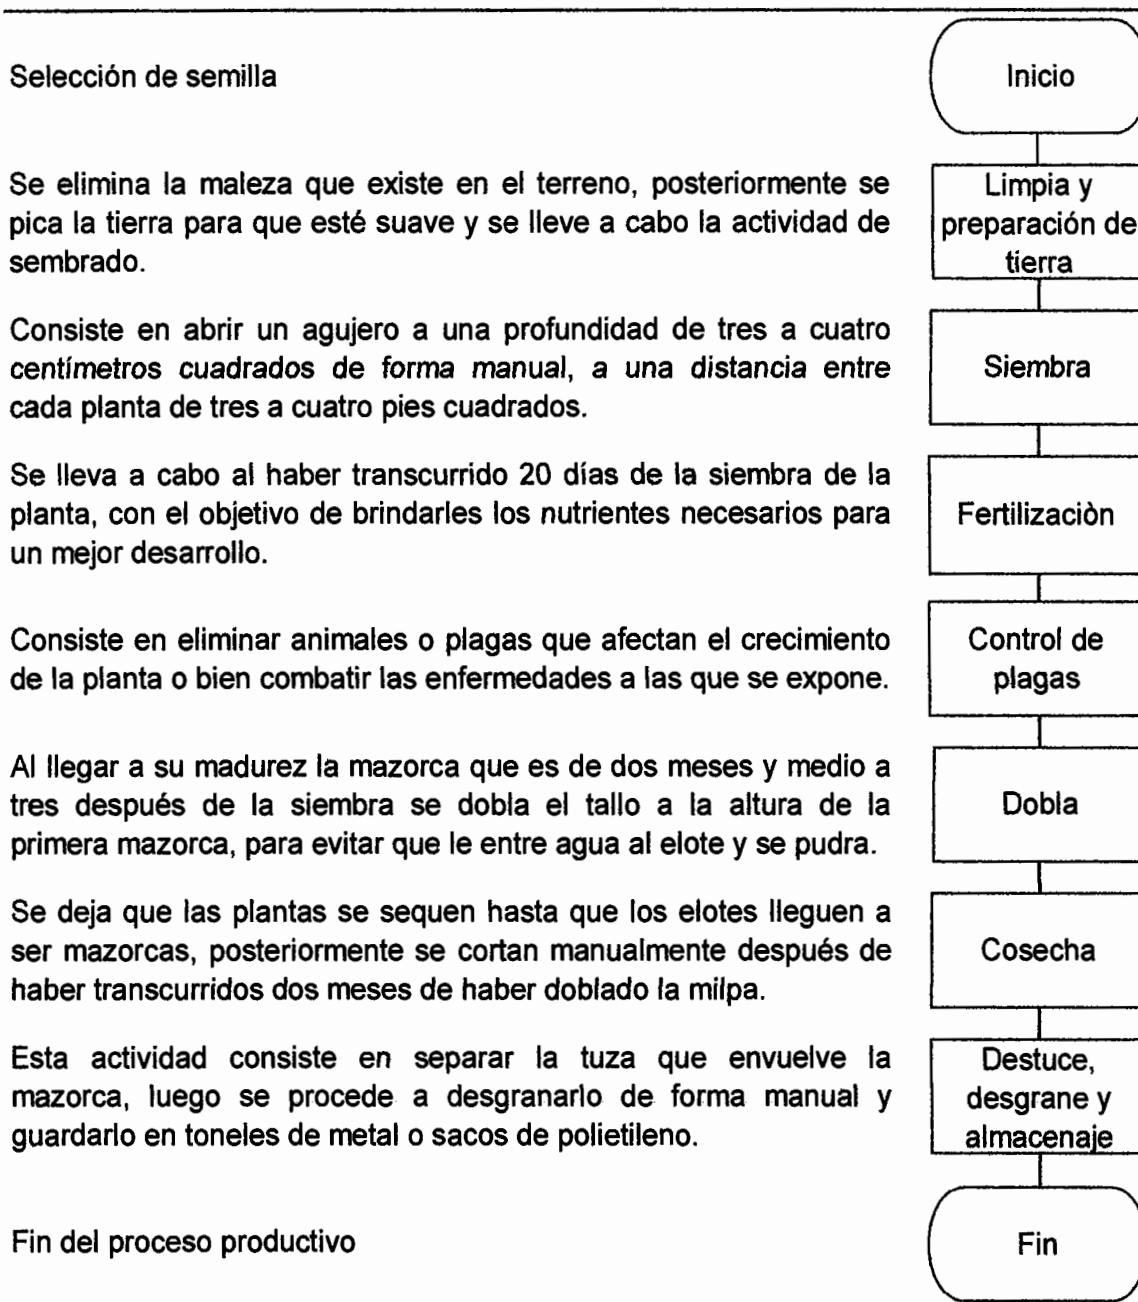 Selección de semilla
Inicio
Se elimina la maleza que existe en el terreno, posteriormente se
pica la tierra para que esté suave y se lleve a cabo la actividad de
sembrado.
Limpia y
preparación de
tierra
Consiste en abrir un agujero a una profundidad de tres a cuatro
centímetros cuadrados de forma manual, a una distancia entre
cada planta de tres a cuatro pies cuadrados.
Siembra
Se lleva a cabo al haber transcurrido 20 días de la siembra de la
planta, con el objetivo de brindarles los nutrientes necesarios para
un mejor desarrollo.
Fertilizaciòn
Consiste en eliminar animales o plagas que afectan el crecimiento
de la planta o bien combatir las enfermedades a las que se expone.
Control de
plagas
Al llegar a su madurez la mazorca que es de dos meses y medio a
tres después de la siembra se dobla el tallo a la altura de la
primera mazorca, para evitar que le entre agua al elote y se pudra.
Dobla
Se deja que las plantas se sequen hasta que los elotes lleguen a
ser mazorcas, posteriormente se cortan manualmente después de
haber transcurridos dos meses de haber doblado la milpa.
Cosecha
Esta actividad consiste en separar la tuza que envuelve la
mazorca, luego se procede a desgranarlo de forma manual y
guardarlo en toneles de metal o sacos de polietileno.
Destuce,
desgrane y
almacenaje
Fin del proceso productivo
Fin